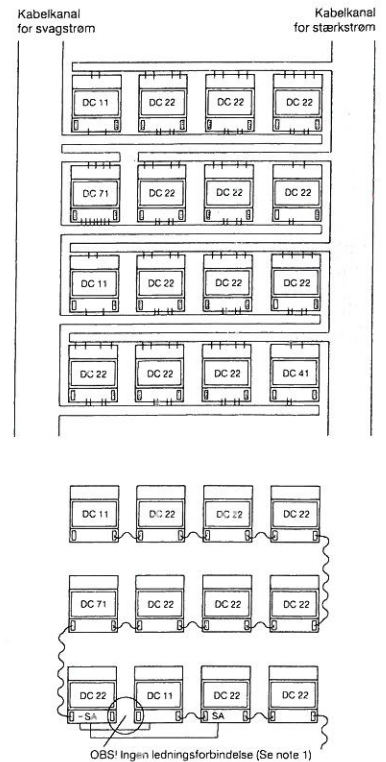 Kabelkanal for svagstrøm
Kabelkanal for stærkstrøm
DC 11 DC 22 DC 22 DC 22
DC 71 DC 22 DC 22 DC 22
DC 11 DC 22 DC 22 DC 22
DC 22 DC 22 DC 22 DC 41
DC 11 DC 22 DC 22 DC 22
DC 71 DC 22 DC 22 DC 22
DC 22 DC 11 DC 22 DC 22
-SA SA
OBS! Ingen ledningsforbindelse (Se note 1)